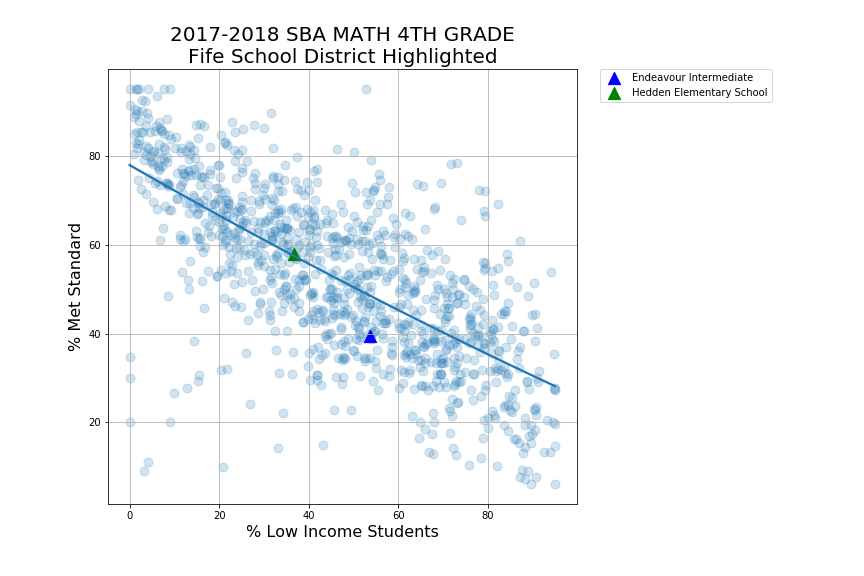 2017-2018 SBA MATH 4TH GRADE
Fife School District Highlighted
Endeavour Intermediate
Hedden Elementary School
80
60
40
20
% Met Standard
0 20 40 60 80
% Low Income Students